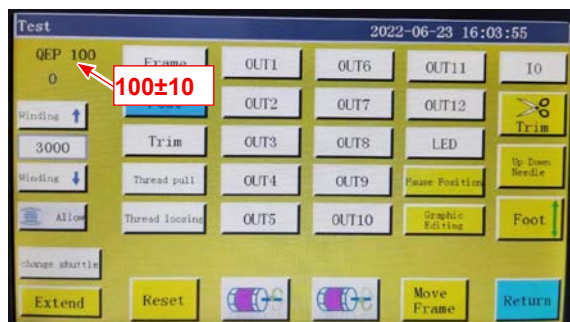 Test
2022-06-23 16:03:55
QEP 100
0
100±10
Frame
OUT1
OUT6
OUT11
IO
Winding
Foot
OUT2
OUT7
OUT12
Trim
3000
Trim
OUT3
OUT8
LED
Winding
Thread pull
OUT4
OUT9
Pause Position
Up Down
Needle
Allow
Thread loosing
OUT5
OUT10
Graphic
Editing
Foot
change shuttle
Extend
Reset
Move
Frame
Return